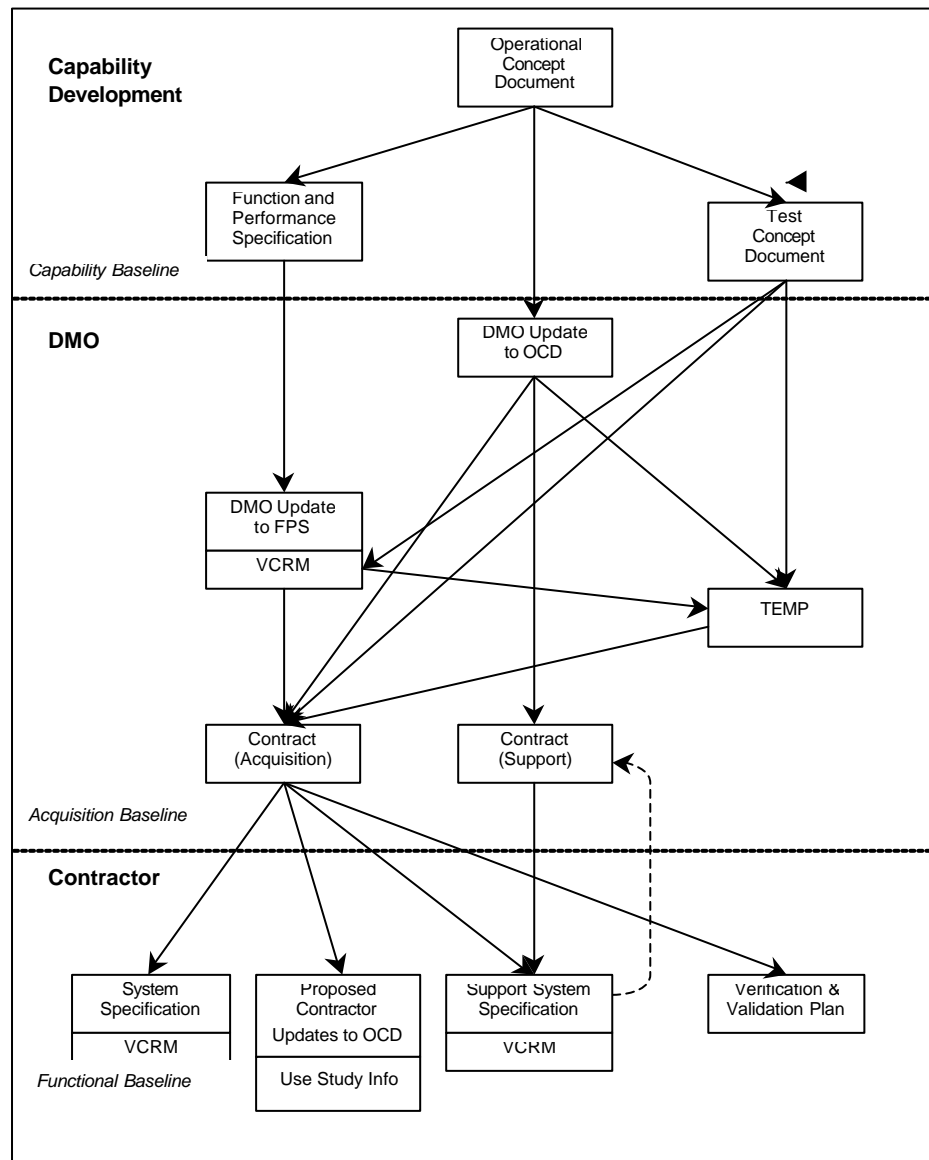 Capability
Development
Operational
Concept
Document
Function and
Performance
Specification
Test
Concept
Document
Capability Baseline
DMO
DMO Update
to OCD
DMO Update
to FPS
VCRM
TEMP
Contract
(Acquisition)
Contract
(Support)
Acquisition Baseline
Contractor
System
Specification
VCRM
Proposed
Contractor
Updates to OCD
Use Study Info
Support System
Specification
VCRM
Verification &
Validation Plan
Functional Baseline